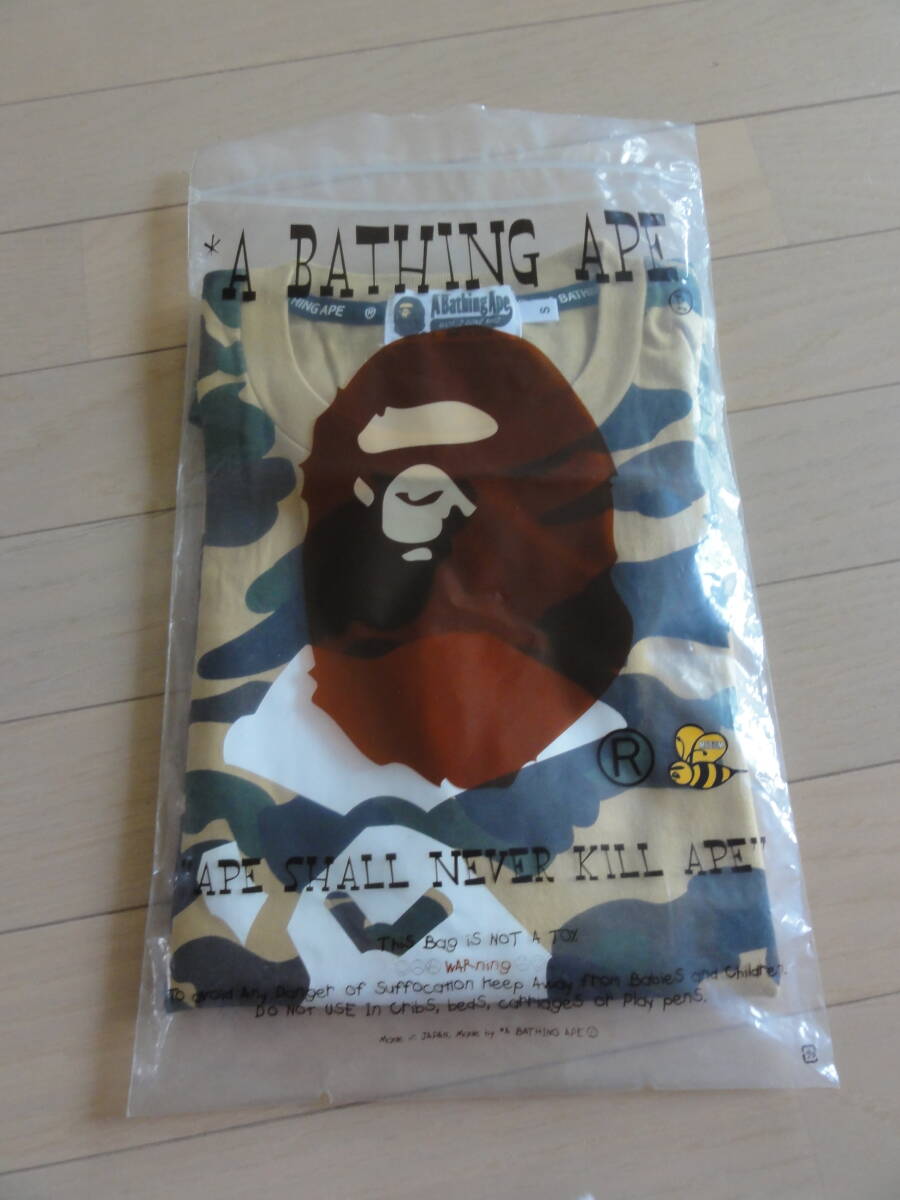 *A BATHING APE
HING APE ® A Bathing Ape S BATH
®
"APE SHALL NEVER KILL APE"
THiS Bag iS NOT A TOY
WARning
TO avoid Any Danger of Suffocation Keep Away from Babies and Children.
DO NOT USE In Cribs, beds, carriages or Play pens.
Made in JAPAN. Made by *A BATHING APE